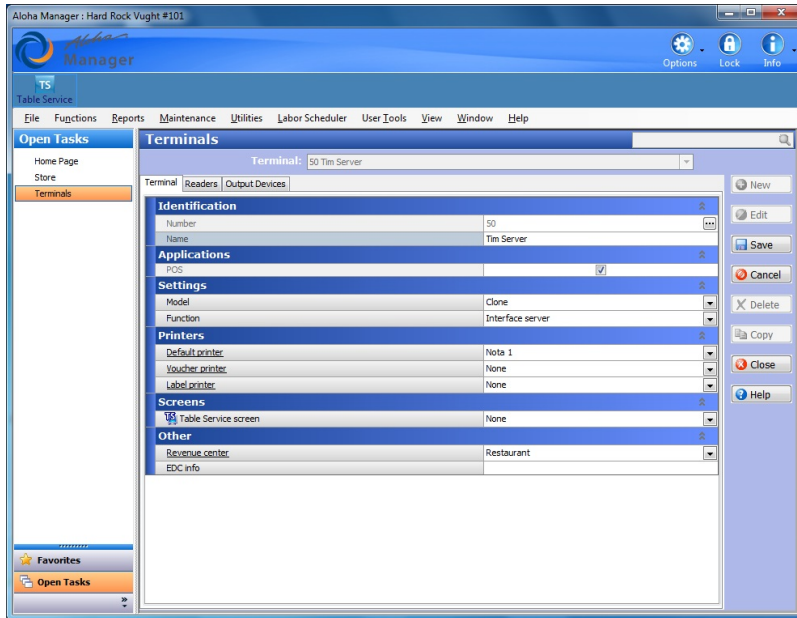 Aloha Manager : Hard Rock Vught #101
Aloha
Manager
Options
Lock
Info
TS
Table Service
File Functions Reports Maintenance Utilities Labor Scheduler User Tools View Window Help
Open Tasks
Home Page
Store
Terminals
Favorites
Open Tasks
Terminals
Terminal: 50 Tim Server
Terminal Readers Output Devices
Identification
Number 50
Name Tim Server
Applications
POS
Settings
Model Clone
Function Interface server
Printers
Default printer Nota 1
Voucher printer None
Label printer None
Screens
TS Table Service screen None
Other
Revenue center Restaurant
EDC info
New
Edit
Save
Cancel
Delete
Copy
Close
Help